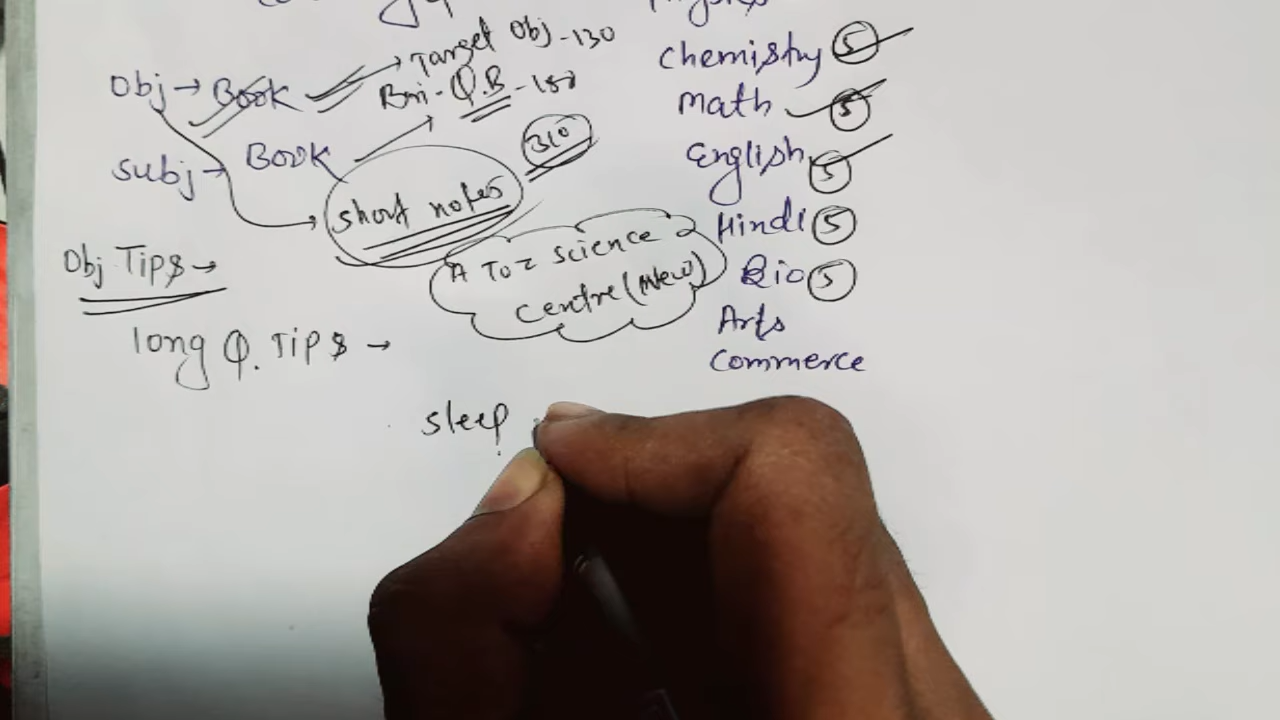 Obj → Book → Target Obj - 130
Q.B - 180
Subj → Book
310
short notes
A TO Z Science
Centre (New)
Obj Tips →
long Q. Tips →
sleep
Physics
Chemistry 5
Math 5
English 5
Hindi 5
Bio 5
Arts
Commerce